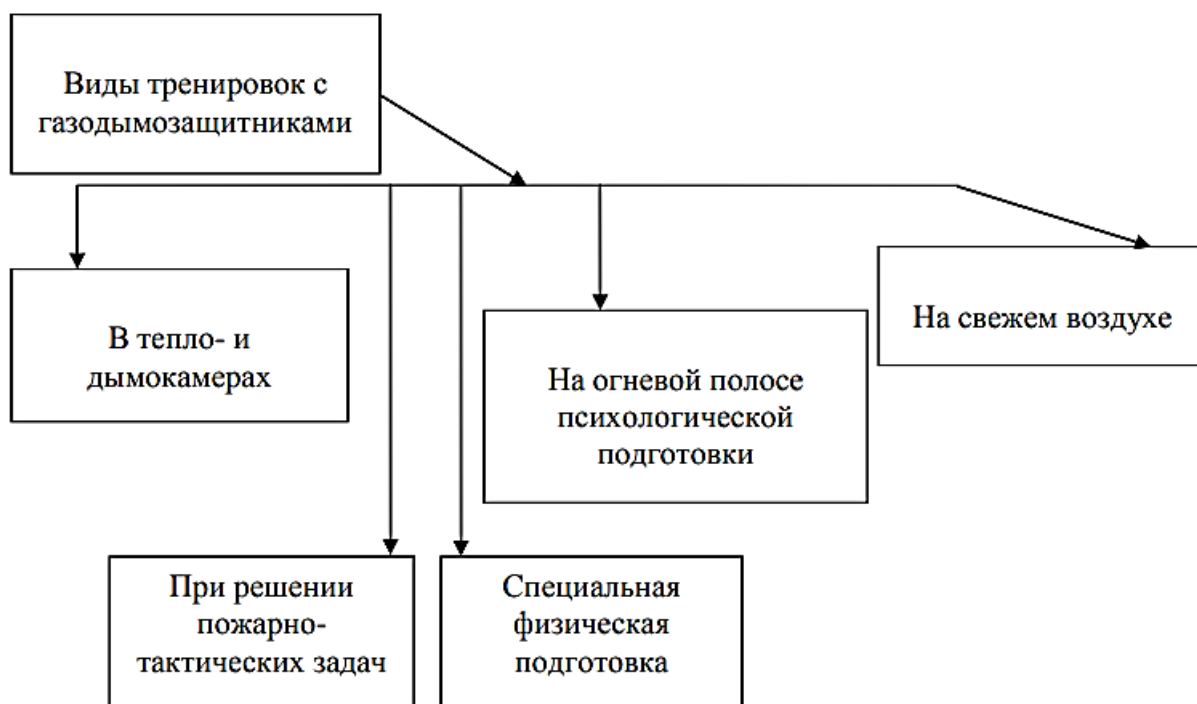 Виды тренировок с
газодымозащитниками
В тепло- и
дымокамерах
На огневой полосе
психологической
подготовки
На свежем воздухе
При решении
пожарно-
тактических задач
Специальная
физическая
подготовка